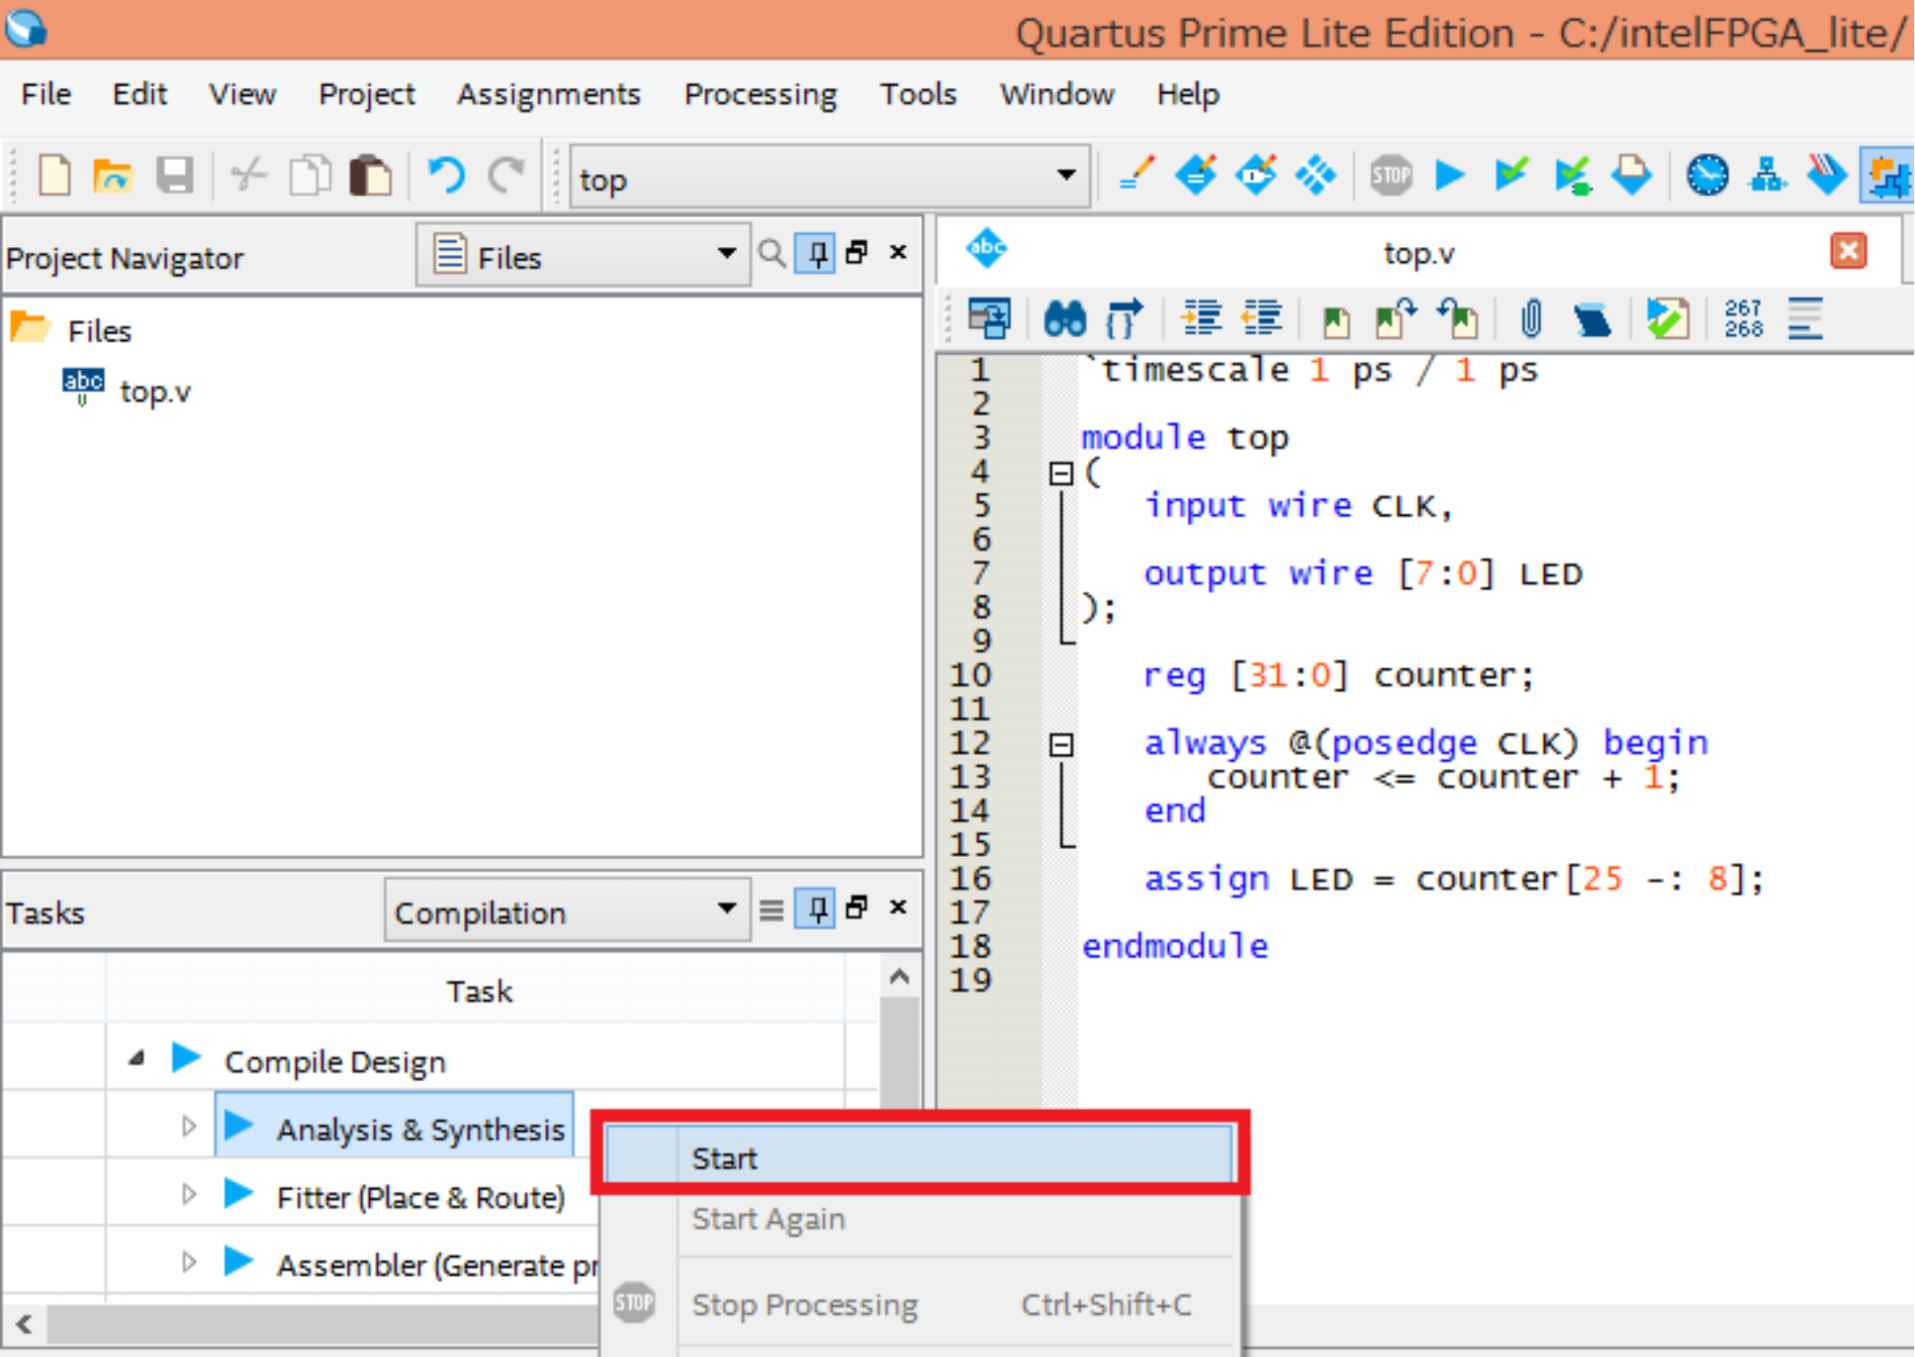 Quartus Prime Lite Edition - C:/intelFPGA_lite/
File Edit View Project Assignments Processing Tools Window Help
top
STOP
Project Navigator
Files
abc
top.v
267
268
Files
abc
top.v
1 `timescale 1 ps / 1 ps
2
3 module top
4 (
5 input wire CLK,
6
7 output wire [7:0] LED
8 );
9
10 reg [31:0] counter;
11
12 always @(posedge CLK) begin
13 counter <= counter + 1;
14 end
15
16 assign LED = counter[25 -: 8];
17
18 endmodule
19
Tasks
Compilation
Task
Compile Design
Analysis & Synthesis
Fitter (Place & Route)
Assembler (Generate pr
Start
Start Again
STOP
Stop Processing Ctrl+Shift+C